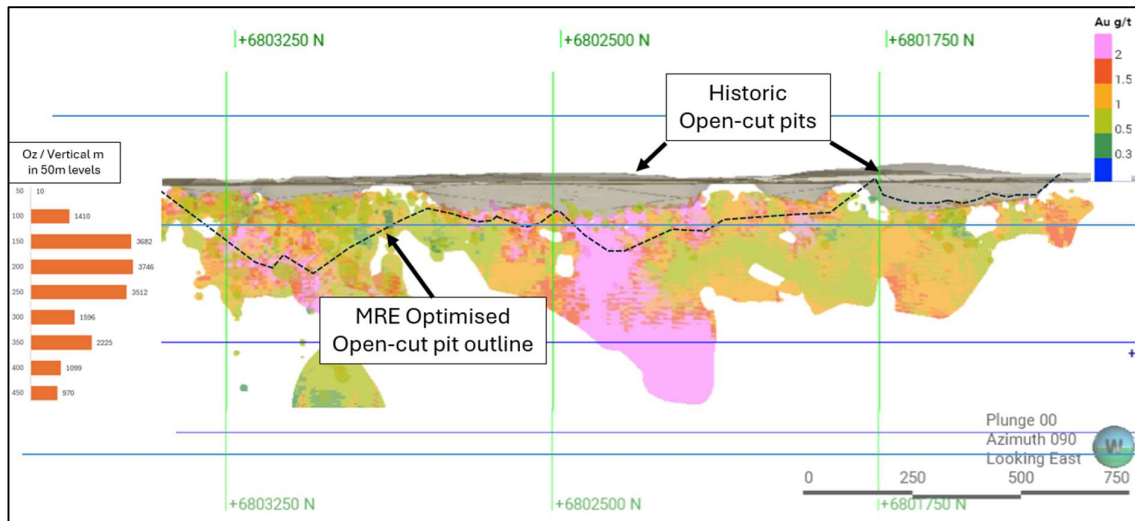 +6803250 N
+6802500 N
+6801750 N
Au g/t
2
1.5
1
0.5
0.3
Historic
Open-cut pits
Oz / Vertical m
in 50m levels
50 10
100 1410
150 3682
200 3746
250 3512
300 1596
350 2225
400 1099
450 970
MRE Optimised
Open-cut pit outline
+
Plunge 00
Azimuth 090
Looking East
W
0 250 500 750
+6803250 N
+6802500 N
+6801750 N